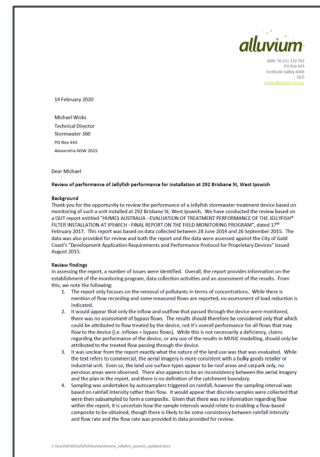 alluvium
ABN: 76 151 119 792
PO Box 423
Fortitude Valley 4006
QLD
14 February 2020
Michael Wicks
Technical Director
Stormwater 360
PO Box 444
Alexandria NSW 2015
Dear Michael
Review of performance of Jellyfish performance for installation at 292 Brisbane St, West Ipswich
Background
Thank you for the opportunity to review the performance of a Jellyfish stormwater treatment device based on
monitoring of such a unit installed at 292 Brisbane St, West Ipswich. We have conducted the review based on
a QUT report entitled "HUMES AUSTRALIA - EVALUATION OF TREATMENT PERFORMANCE OF THE JELLYFISH®
FILTER INSTALLATION AT IPSWICH - FINAL REPORT ON THE FIELD MONITORING PROGRAM", dated 17th
February 2017. This report was based on data collected between 28 June 2014 and 26 September 2015. The
data was also provided for review and both the report and the data were assessed against the City of Gold
Coast's "Development Application Requirements and Performance Protocol for Proprietary Devices" issued
August 2015.
Review findings
In assessing the report, a number of issues were identified. Overall, the report provides information on the
establishment of the monitoring program, data collection activities and an assessment of the results. From
this, we note the following:
1. The report only focuses on the removal of pollutants in terms of concentrations. While there is
mention of flow recording and some measured flows are reported, no assessment of load reduction is
indicated.
2. It would appear that only the inflow and outflow that passed through the device were monitored,
there was no assessment of bypass flows. The results should therefore be considered only that which
could be attributed to flow treated by the device, not it's overall performance for all flows that may
flow to the device (i.e. inflows + bypass flows). While this is not necessarily a deficiency, claims
regarding the performance of the device, or any use of the results in MUSIC modelling, should only be
attributed to the treated flow passing through the device.
3. It was unclear from the report exactly what the nature of the land use was that was evaluated. While
the text refers to commercial, the aerial imagery is more consistent with a bulky goods retailer or
industrial unit. Even so, the land use surface types appear to be roof areas and carpark only, no
pervious areas were observed. There also appears to be an inconsistency between the aerial imagery
and the plan in the report, and there is no definition of the catchment boundary.
4. Sampling was undertaken by autosamplers triggered on rainfall, however the sampling interval was
based on rainfall intensity rather than flow. It would appear that discrete samples were collected that
were then subsampled to form a composite. Given that there was no information regarding flow
within the report, it is uncertain how the sample intervals would relate to enabling a flow-based
composite to be obtained, though there is likely to be some consistency between rainfall intensity
and flow rate and the flow rate was provided in data provided for review.